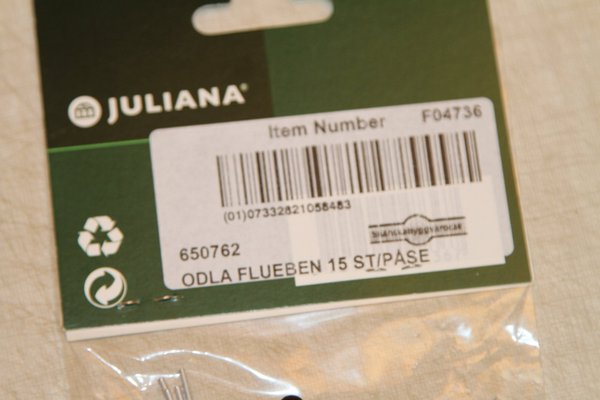 JULIANA®
Item Number F04736
(01)07332821058483
650762
ODLA FLUEBEN 15 ST/PÅSE